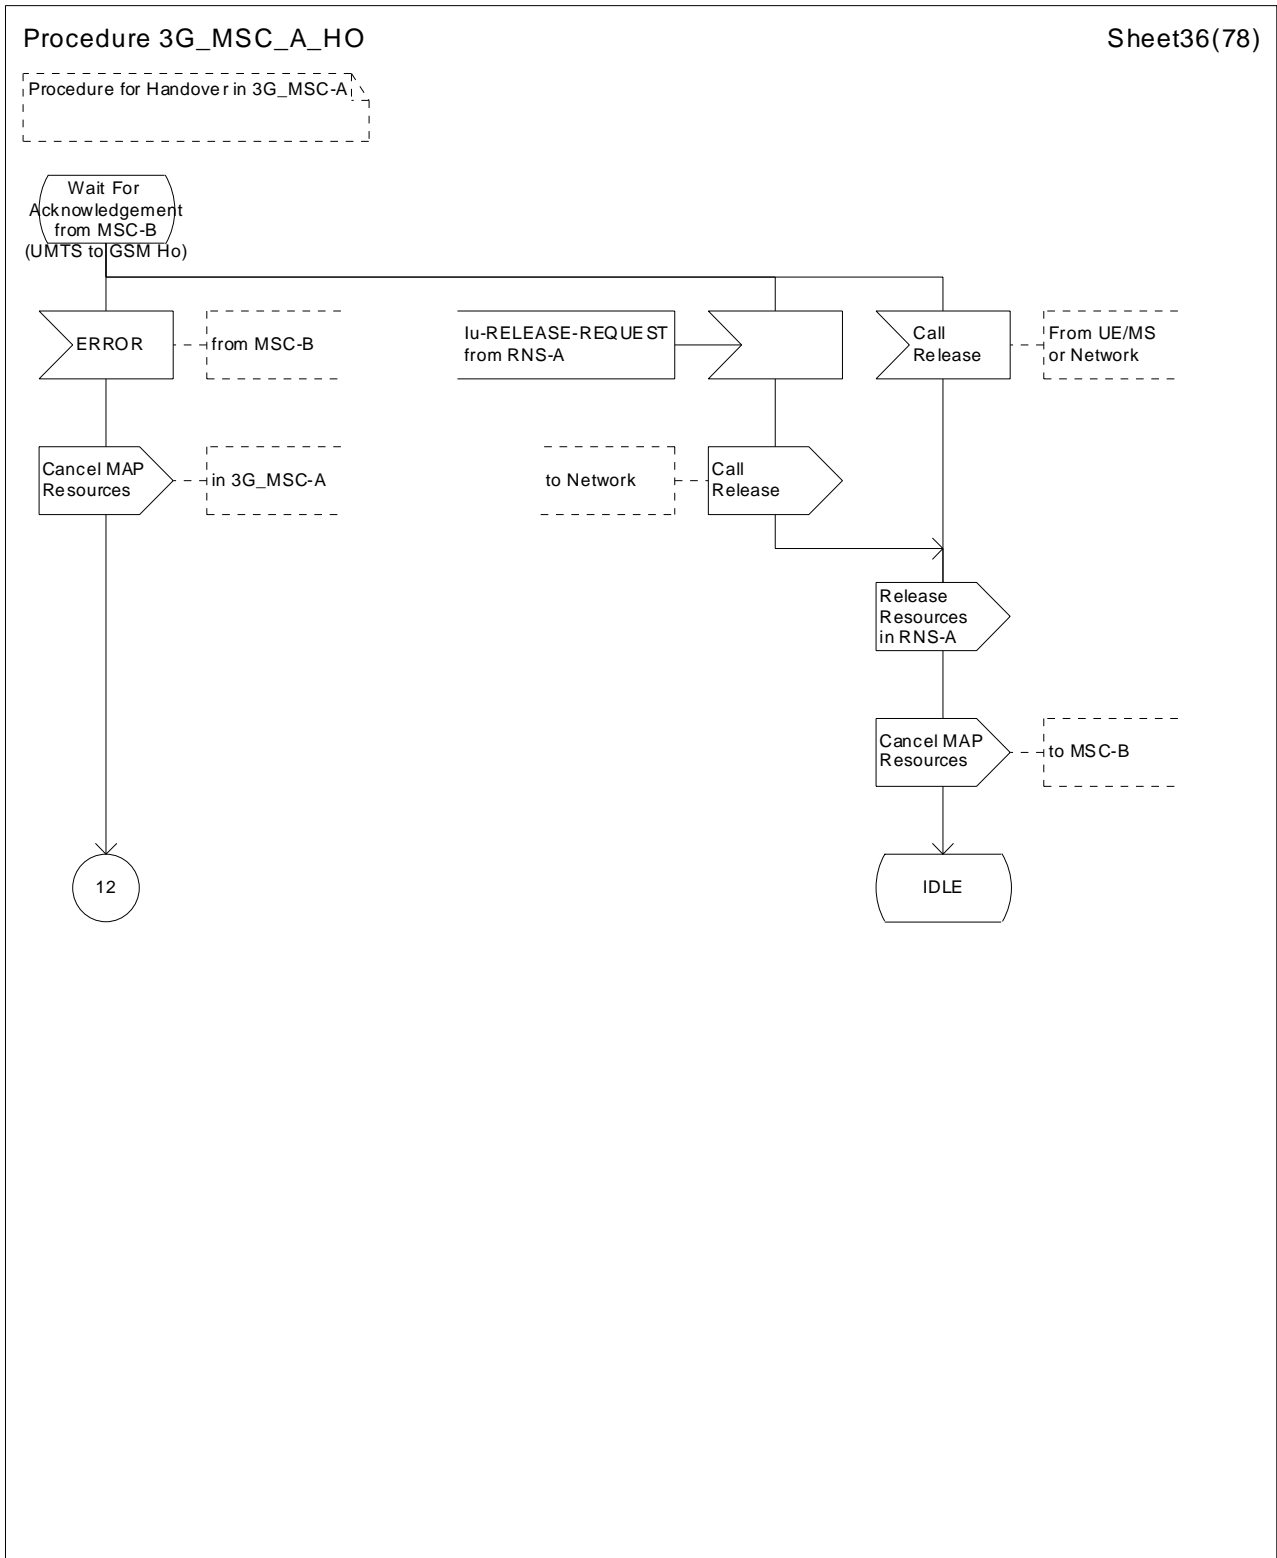 Procedure 3G_MSC_A_HO
Sheet36(78)
Procedure for Handover in 3G_MSC-A
Wait For
Acknowledgement
from MSC-B
(UMTS to GSM Ho)
ERROR
from MSC-B
Iu-RELEASE-REQUEST
from RNS-A
Call
Release
From UE/MS
or Network
Cancel MAP
Resources
in 3G_MSC-A
to Network
Call
Release
Release
Resources
in RNS-A
Cancel MAP
Resources
to MSC-B
12
IDLE